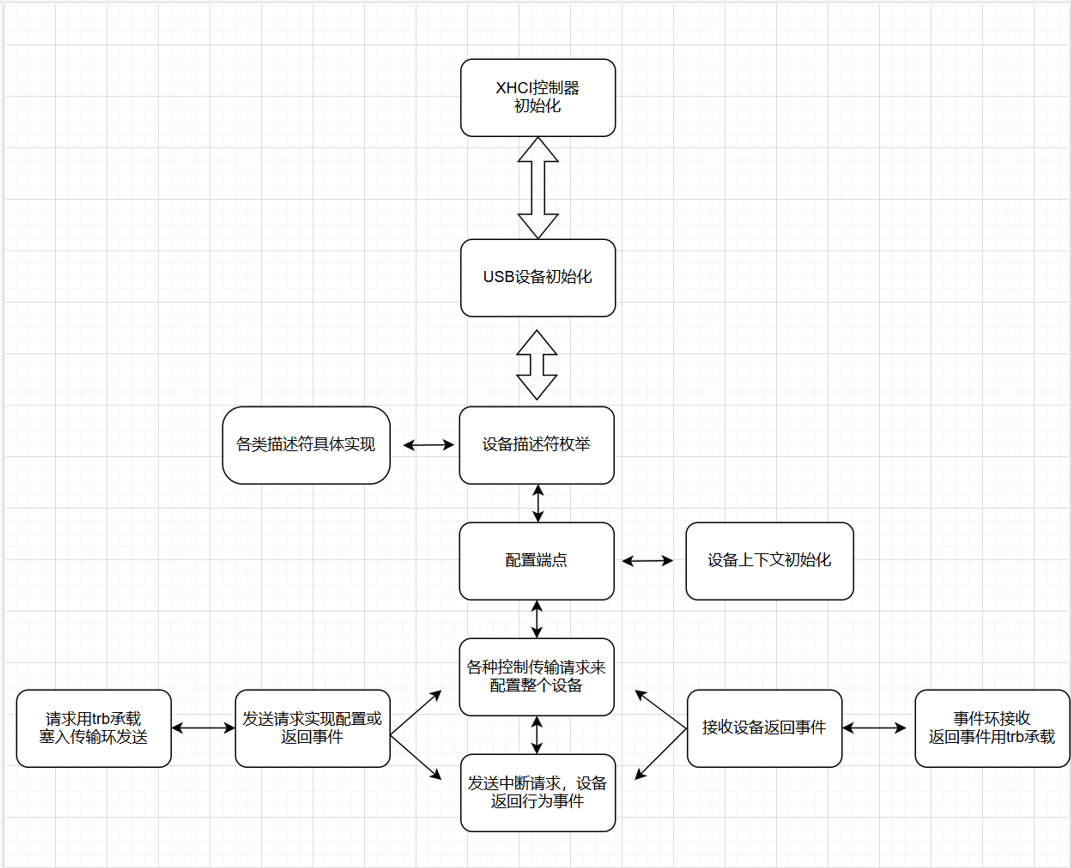 XHCI控制器
初始化
USB设备初始化
各类描述符具体实现
设备描述符枚举
配置端点
设备上下文初始化
各种控制传输请求来
配置整个设备
请求用trb承载
塞入传输环发送
发送请求实现配置或
返回事件
接收设备返回事件
事件环接收
返回事件用trb承载
发送中断请求，设备
返回行为事件